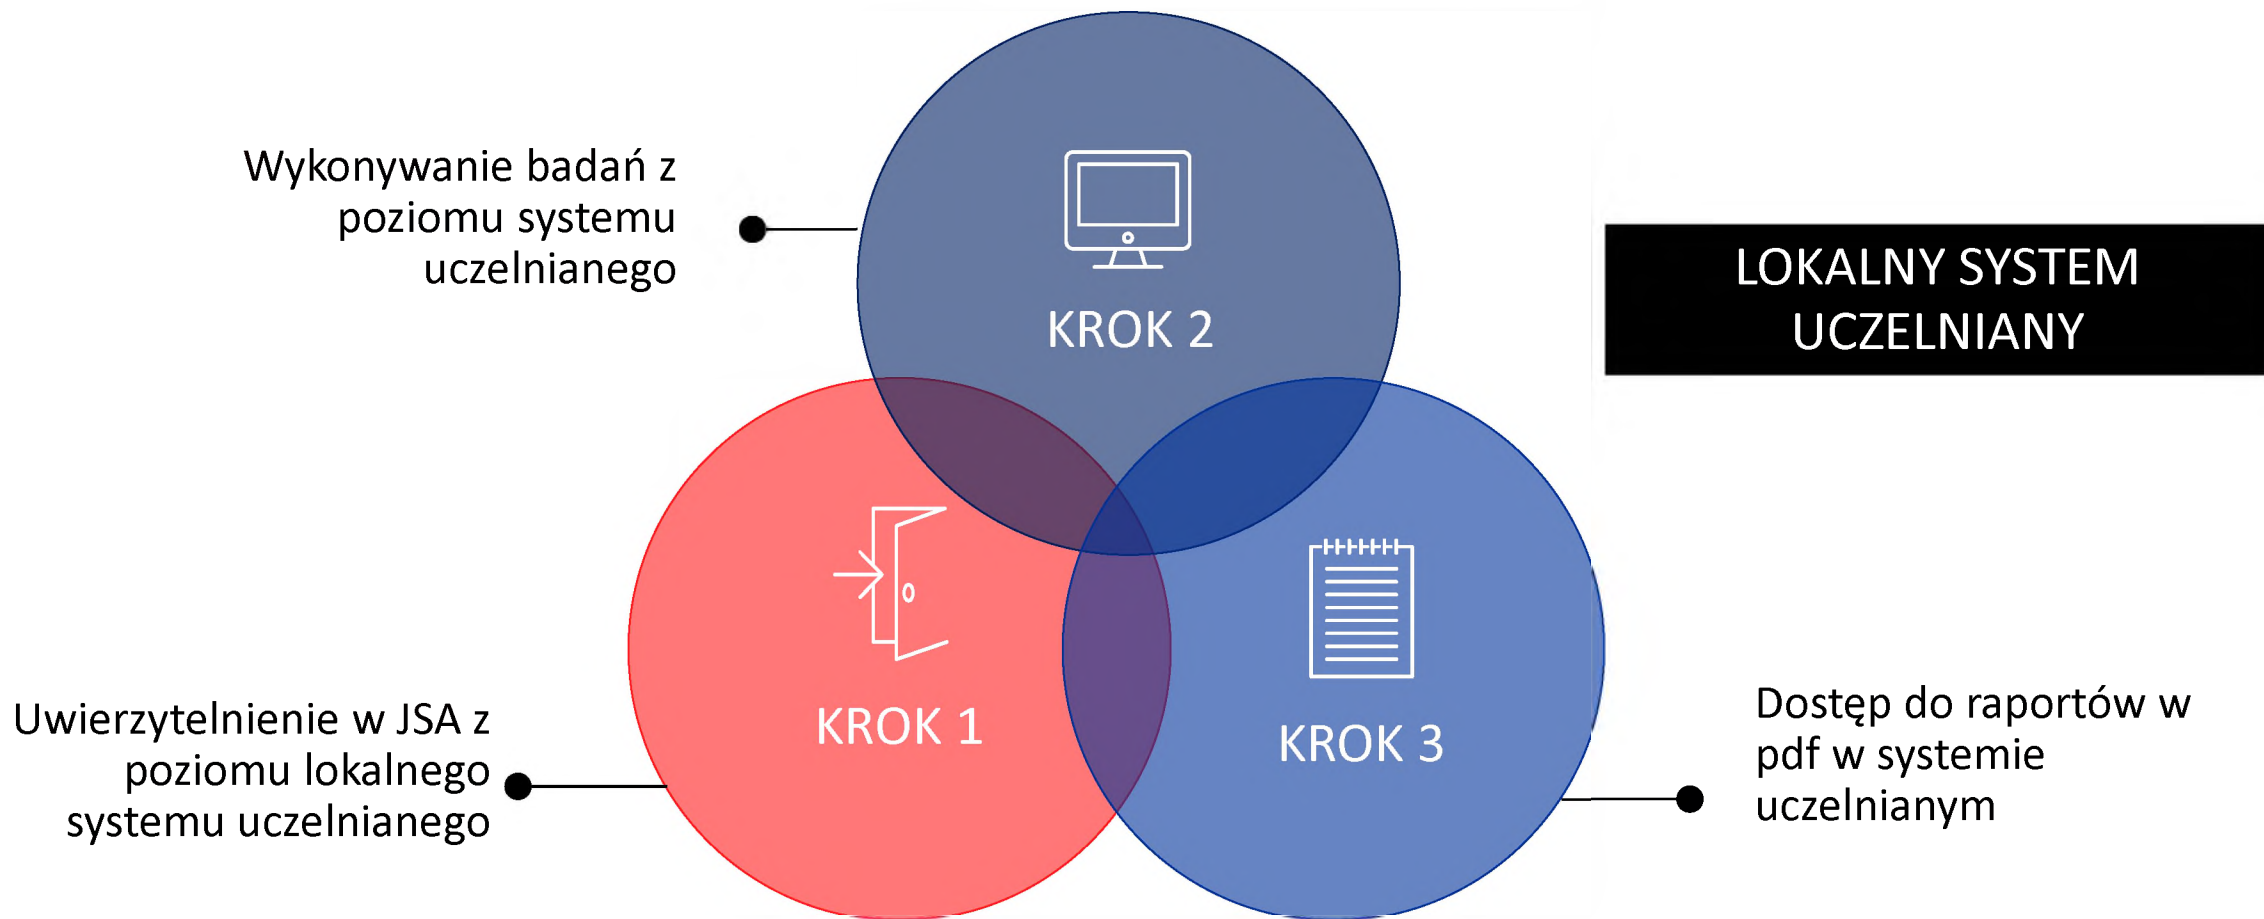 Wykonywanie badań z
poziomu systemu
uczelnianego
KROK 2
LOKALNY SYSTEM
UCZELNIANY
Uwierzytelnienie w JSA z
poziomu lokalnego
systemu uczelnianego
KROK 1
KROK 3
Dostęp do raportów w
pdf w systemie
uczelnianym